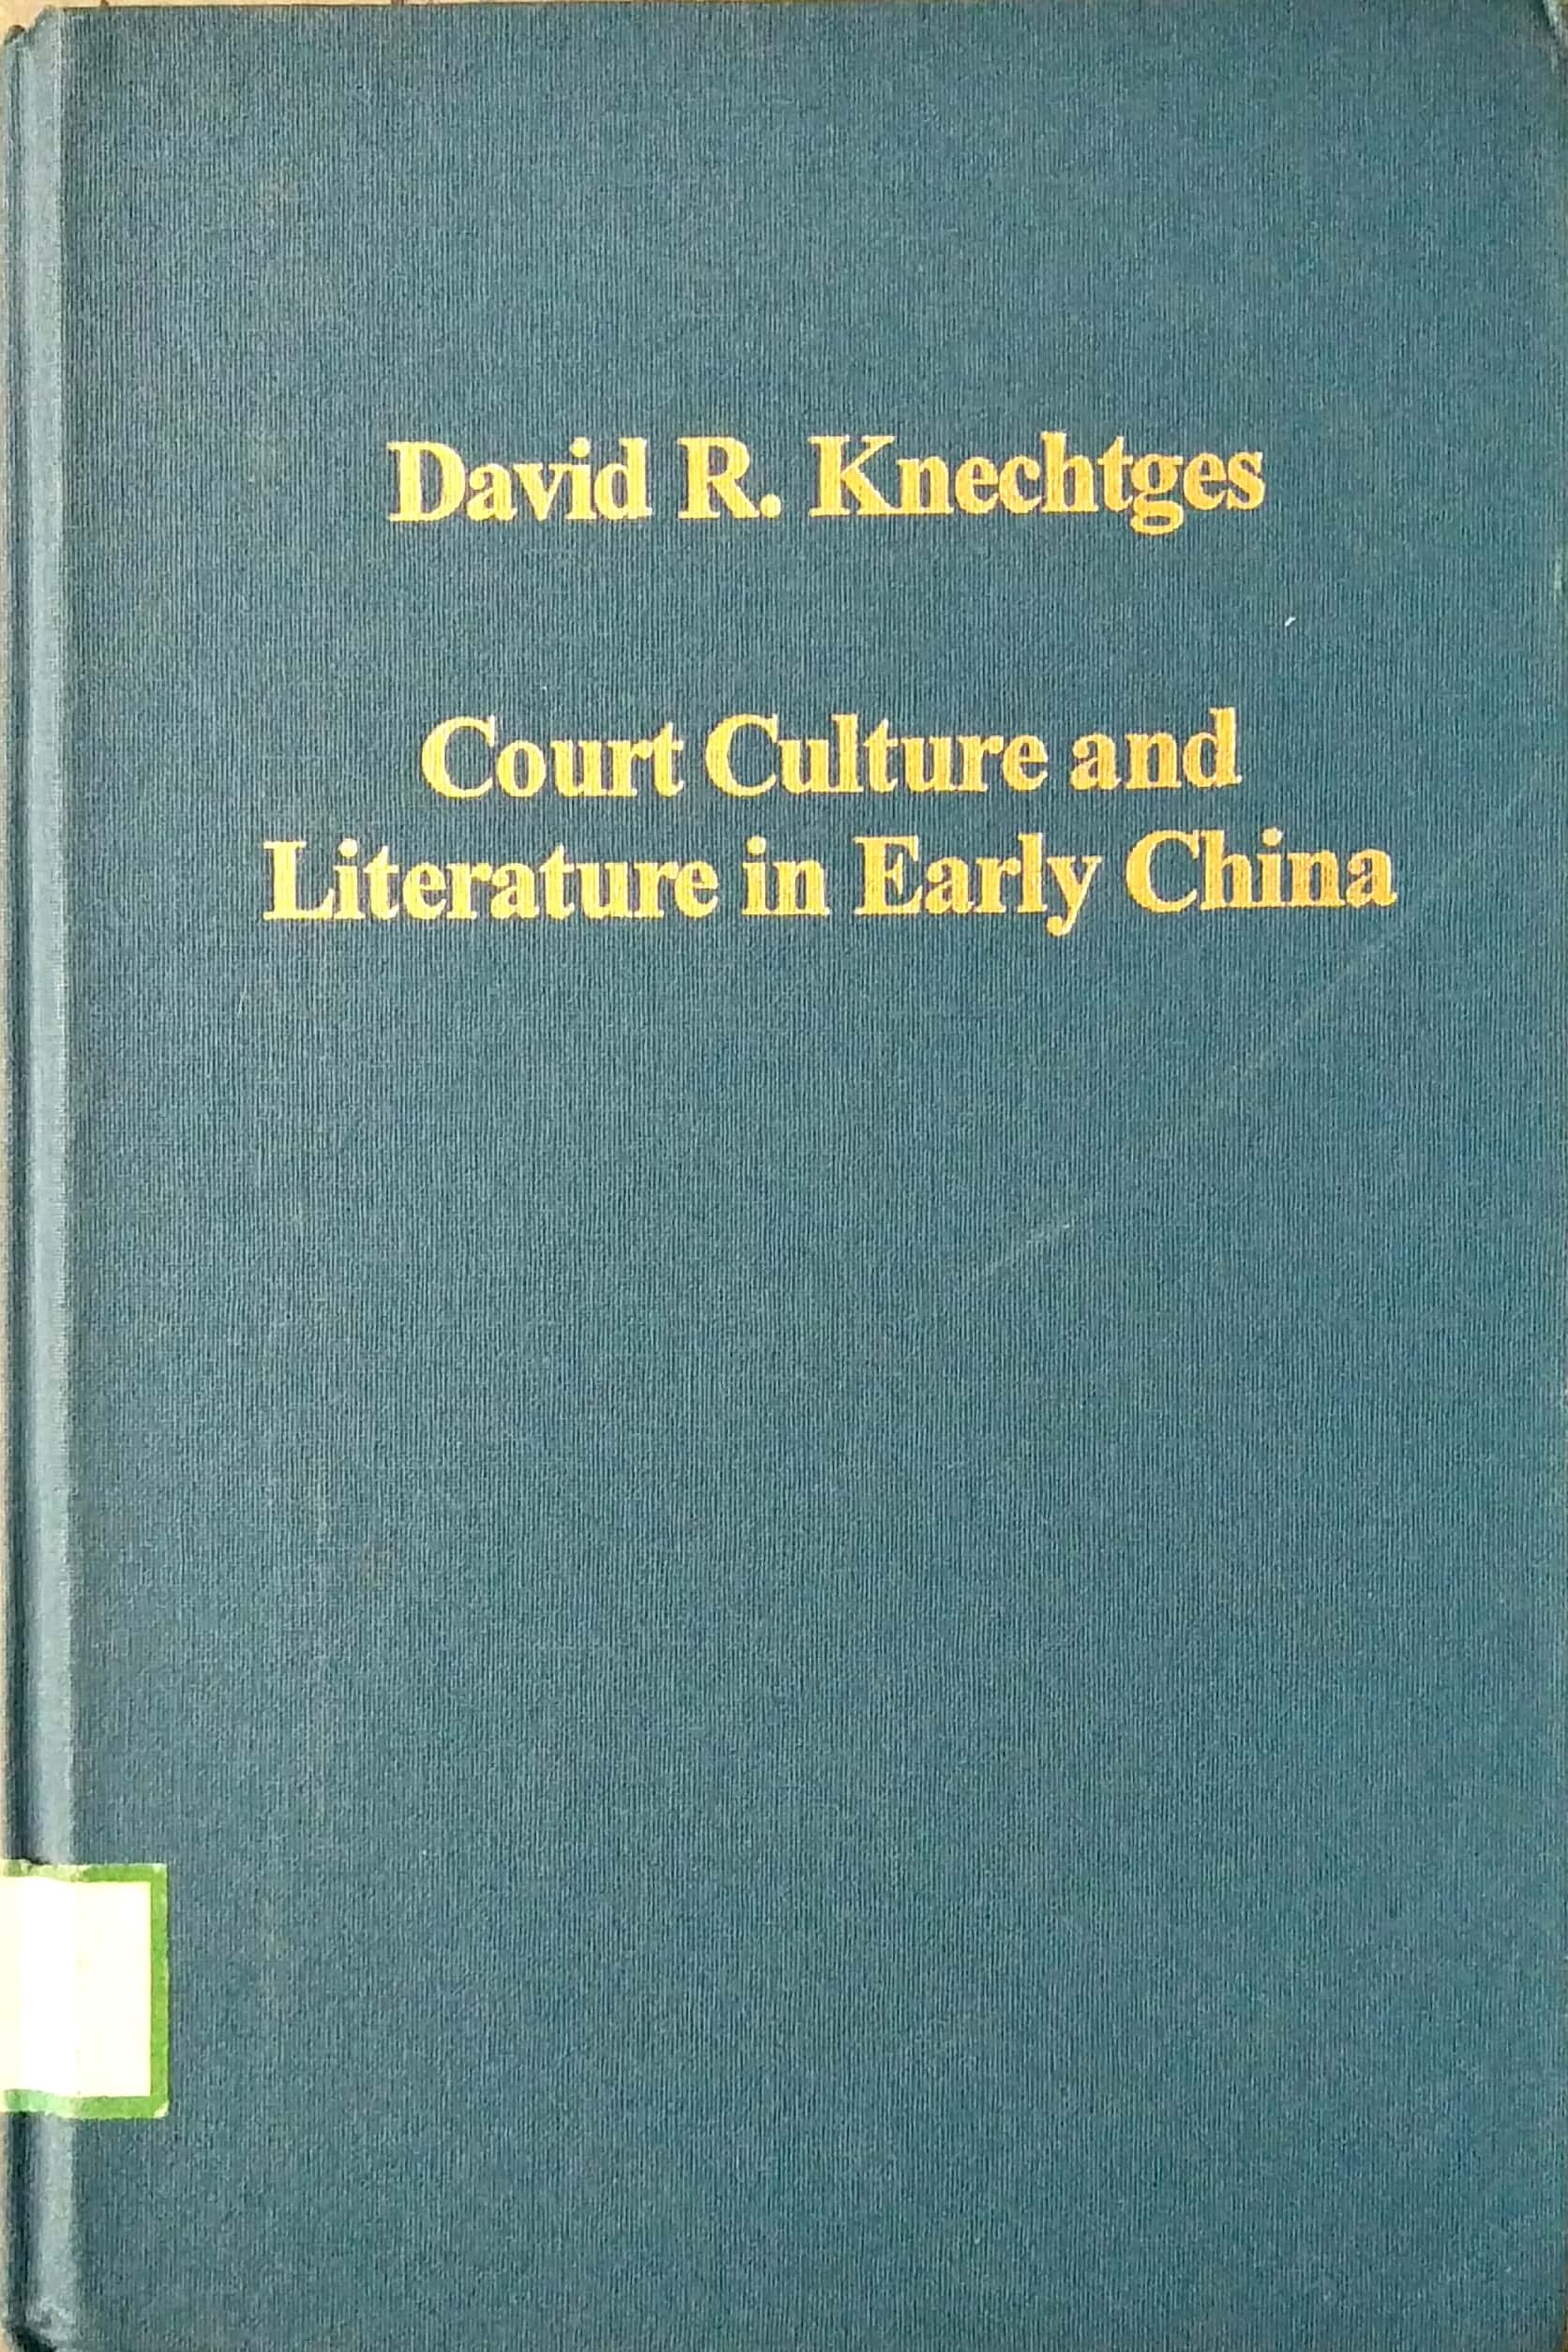 David R. Knechtges
Court Culture and
Literature in Early China